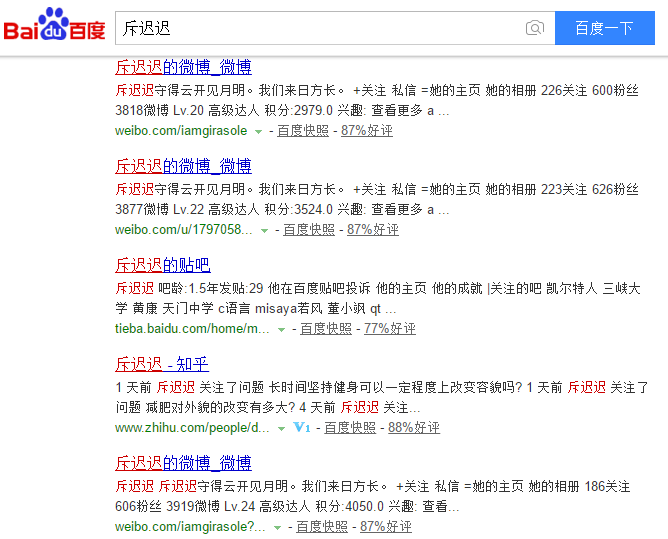 Bai du 百度 斥迟迟 百度一下
斥迟迟的微博_微博
斥迟迟守得云开见月明。我们来日方长。 +关注 私信 =她的主页 她的相册 226关注 600粉丝
3818微博 Lv.20 高级达人 积分:2979.0 兴趣: 查看更多 a ...
weibo.com/iamgirasole - 百度快照 - 87%好评
斥迟迟的微博_微博
斥迟迟守得云开见月明。我们来日方长。 +关注 私信 =她的主页 她的相册 223关注 626粉丝
3877微博 Lv.22 高级达人 积分:3524.0 兴趣: 查看更多 a ...
weibo.com/u/1797058... - 百度快照 - 87%好评
斥迟迟的贴吧
斥迟迟 吧龄:1.5年发贴:29 他在百度贴吧投诉 他的主页 他的成就 |关注的吧 凯尔特人 三峡大
学 黄康 天门中学 c语言 misaya若风 董小飒 qt ...
tieba.baidu.com/home/m... - 百度快照 - 77%好评
斥迟迟 - 知乎
1 天前 斥迟迟 关注了问题 长时间坚持健身可以一定程度上改变容貌吗? 1 天前 斥迟迟 关注了
问题 减肥对外貌的改变有多大? 4 天前 斥迟迟 关注...
www.zhihu.com/people/d... V1 - 百度快照 - 88%好评
斥迟迟的微博_微博
斥迟迟 斥迟迟守得云开见月明。我们来日方长。 +关注 私信 =她的主页 她的相册 186关注
606粉丝 3919微博 Lv.24 高级达人 积分:4050.0 兴趣: 查看...
weibo.com/iamgirasole?... - 百度快照 - 87%好评